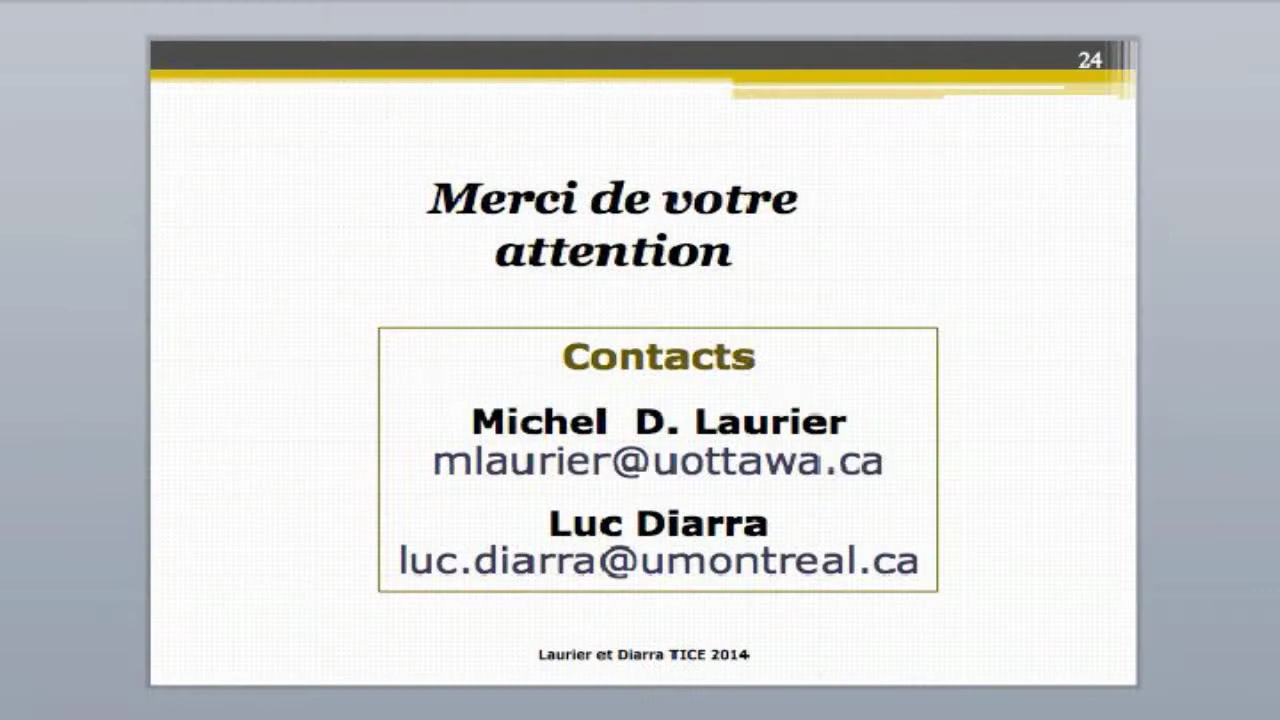 24
Merci de votre
attention
Contacts
Michel D. Laurier
mlaurier@uottawa.ca
Luc Diarra
luc.diarra@umontreal.ca
Laurier et Diarra TICE 2014